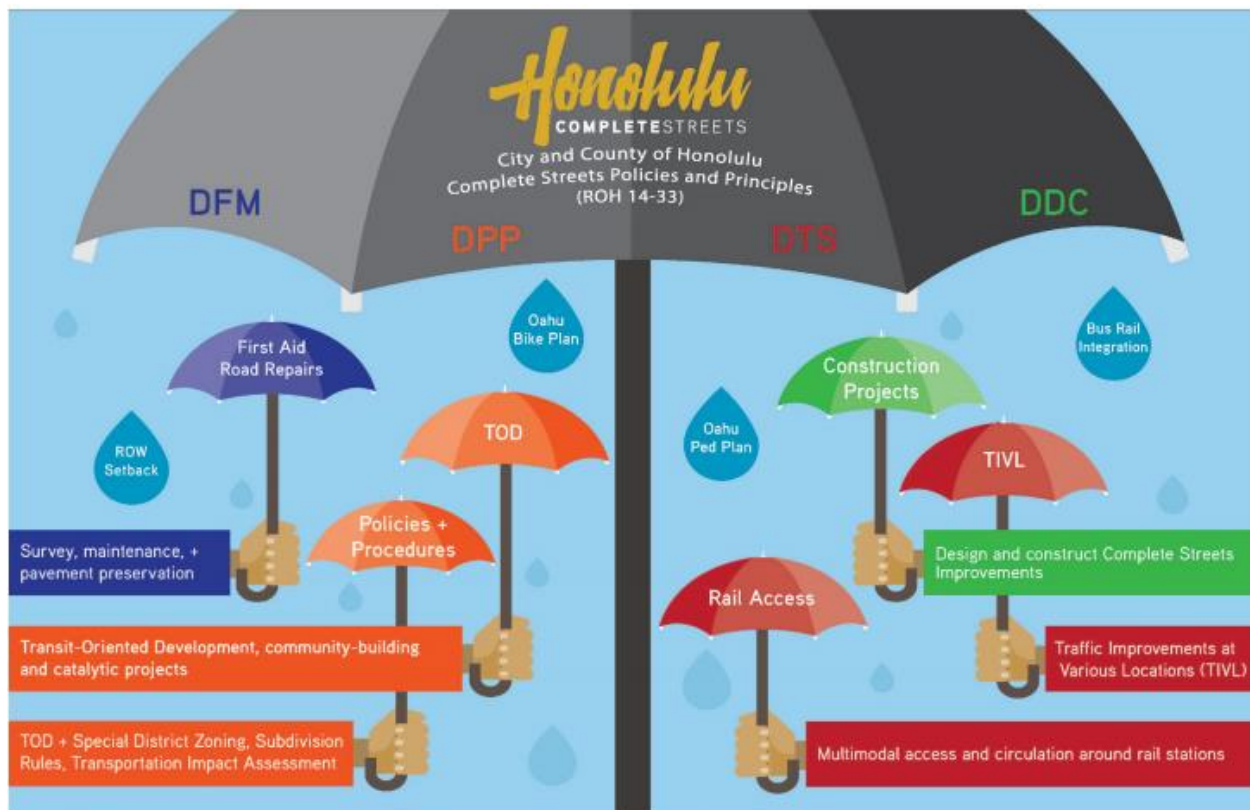 Honolulu
COMPLETESTREETS
City and County of Honolulu
Complete Streets Policies and Principles
(ROH 14-33)
DFM
DPP
DTS
DDC
First Aid
Road Repairs
Oahu
Bike Plan
TOD
ROW
Setback
Policies +
Procedures
Survey, maintenance, +
pavement preservation
Transit-Oriented Development, community-building
and catalytic projects
TOD + Special District Zoning, Subdivision
Rules, Transportation Impact Assessment
Bus Rail
Integration
Construction
Projects
Oahu
Ped Plan
TIVL
Rail Access
Design and construct Complete Streets
Improvements
Traffic Improvements at
Various Locations (TIVL)
Multimodal access and circulation around rail stations